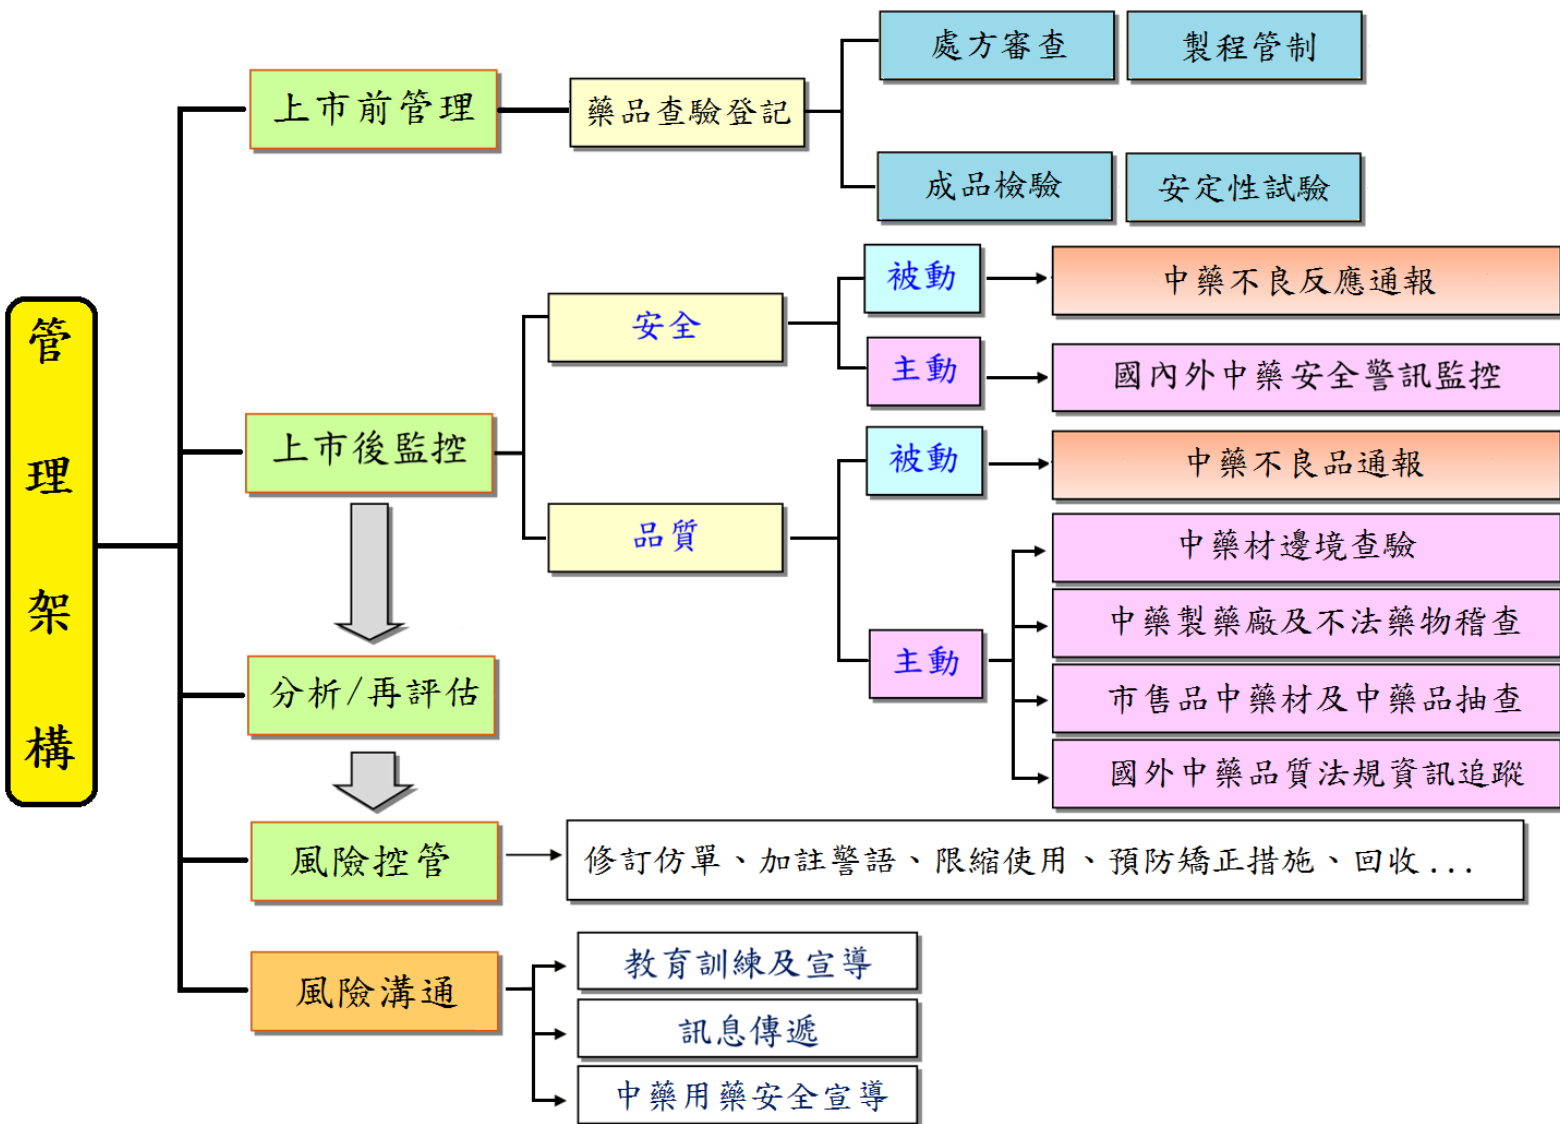 管理架構
上市前管理
藥品查驗登記
處方審查
製程管制
成品檢驗
安定性試驗
上市後監控
安全
被動
中藥不良反應通報
主動
國內外中藥安全警訊監控
品質
被動
中藥不良品通報
主動
中藥材邊境查驗
中藥製藥廠及不法藥物稽查
市售品中藥材及中藥品抽查
國外中藥品質法規資訊追蹤
分析/再評估
風險控管
修訂仿單、加註警語、限縮使用、預防矯正措施、回收...
風險溝通
教育訓練及宣導
訊息傳遞
中藥用藥安全宣導